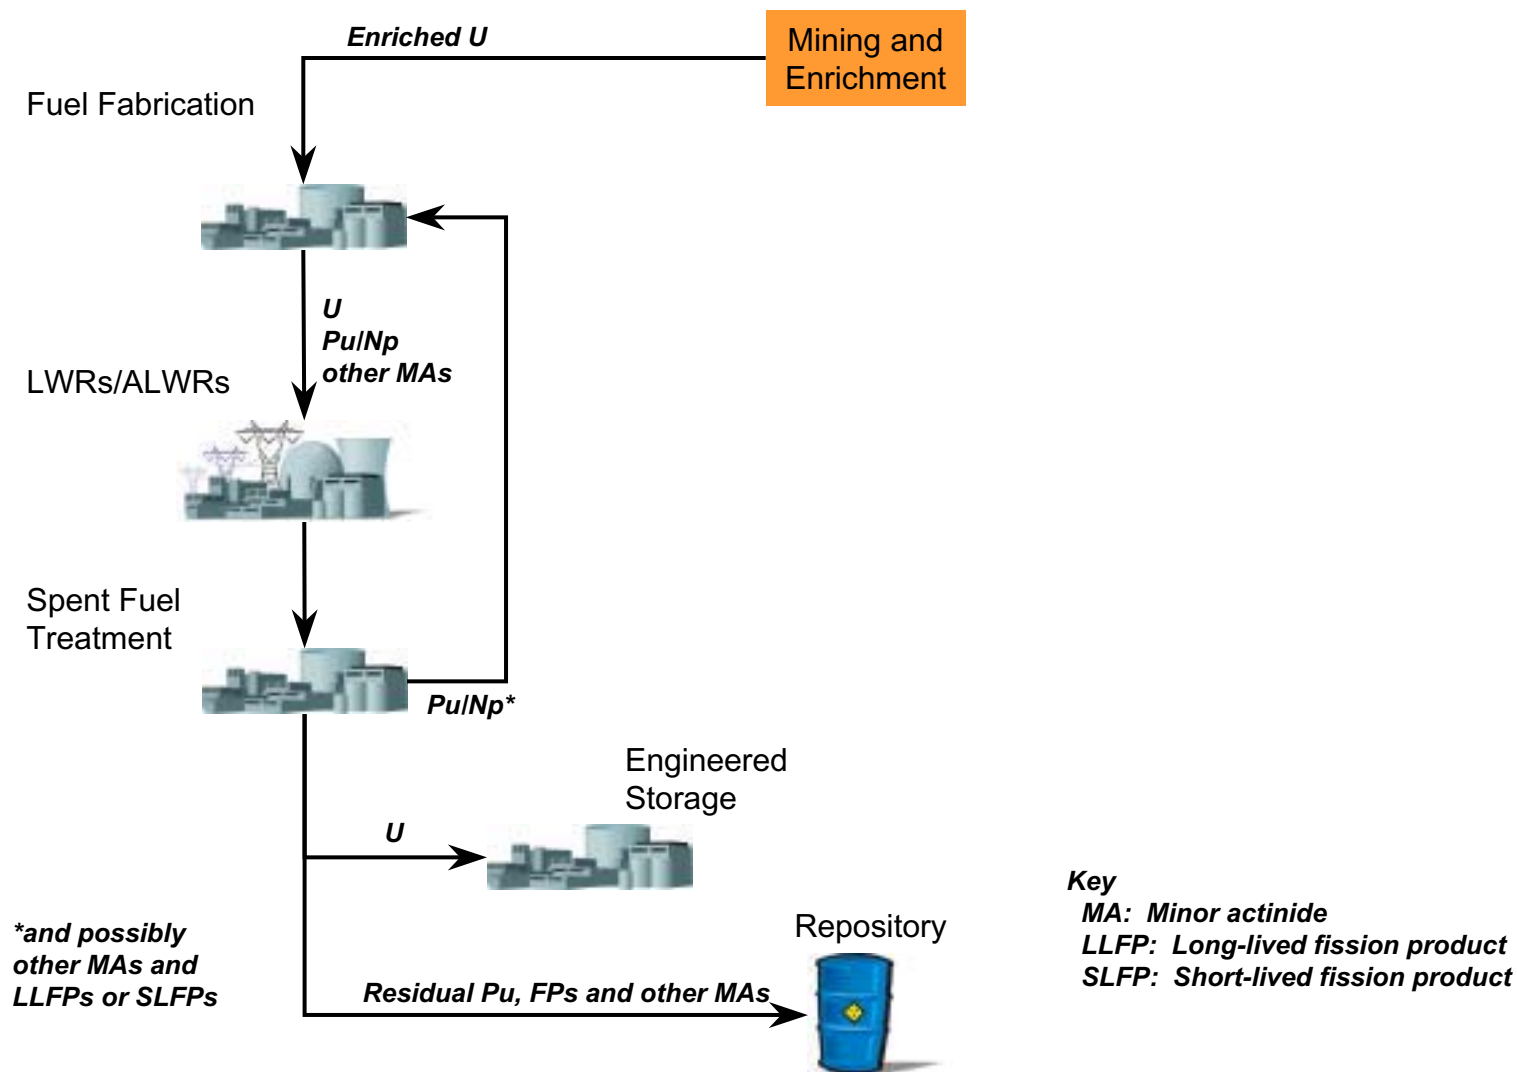 Enriched U
Mining and
Enrichment
Fuel Fabrication
U
Pu/Np
other MAs
LWRs/ALWRs
Spent Fuel
Treatment
Pu/Np*
Engineered
Storage
U
Key
MA: Minor actinide
LLFP: Long-lived fission product
SLFP: Short-lived fission product
*and possibly
other MAs and
LLFPs or SLFPs
Repository
Residual Pu, FPs and other MAs